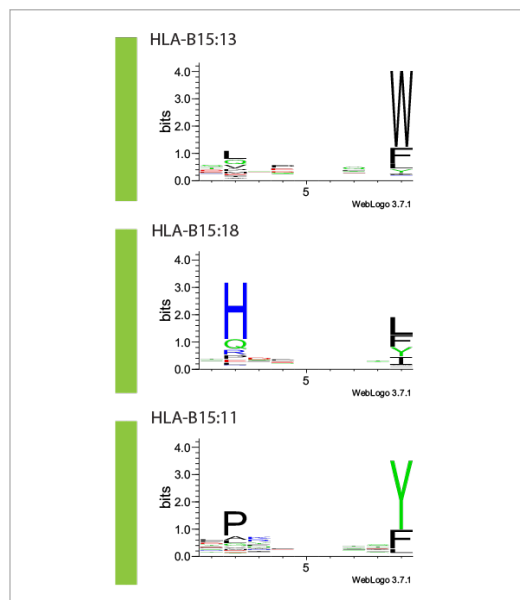 HLA-B15:13
4.0
3.0
bits
2.0
1.0
0.0
W
F
L
5
WebLogo 3.7.1
HLA-B15:18
4.0
3.0
bits
2.0
1.0
0.0
H
Q
L
F
Y
I
5
WebLogo 3.7.1
HLA-B15:11
4.0
3.0
bits
2.0
1.0
0.0
P
A
Y
F
5
WebLogo 3.7.1